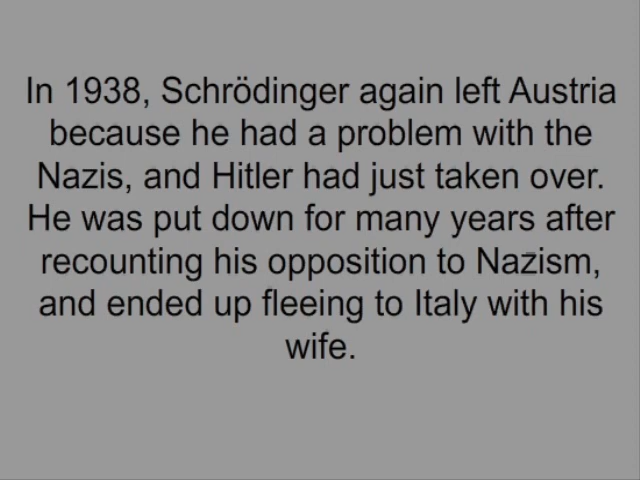 In 1938, Schrödinger again left Austria
because he had a problem with the
Nazis, and Hitler had just taken over.
He was put down for many years after
recounting his opposition to Nazism,
and ended up fleeing to Italy with his
wife.